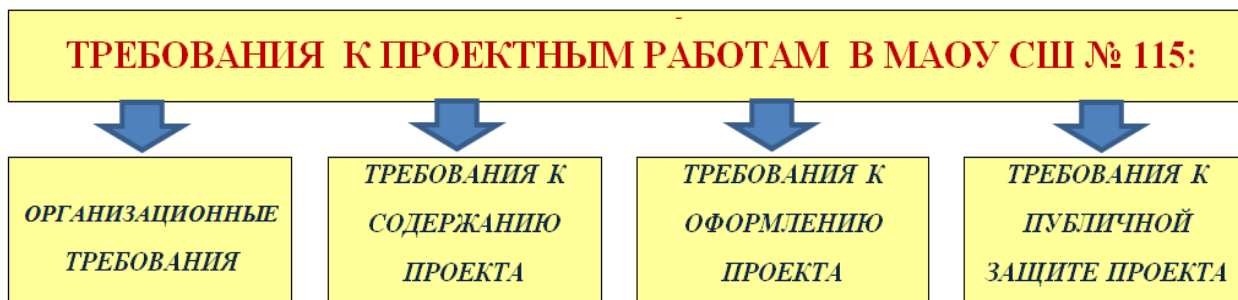 ТРЕБОВАНИЯ К ПРОЕКТНЫМ РАБОТАМ В МАОУ СШ № 115:
ОРГАНИЗАЦИОННЫЕ
ТРЕБОВАНИЯ
ТРЕБОВАНИЯ К
СОДЕРЖАНИЮ
ПРОЕКТА
ТРЕБОВАНИЯ К
ОФОРМЛЕНИЮ
ПРОЕКТА
ТРЕБОВАНИЯ К
ПУБЛИЧНОЙ
ЗАЩИТЕ ПРОЕКТА